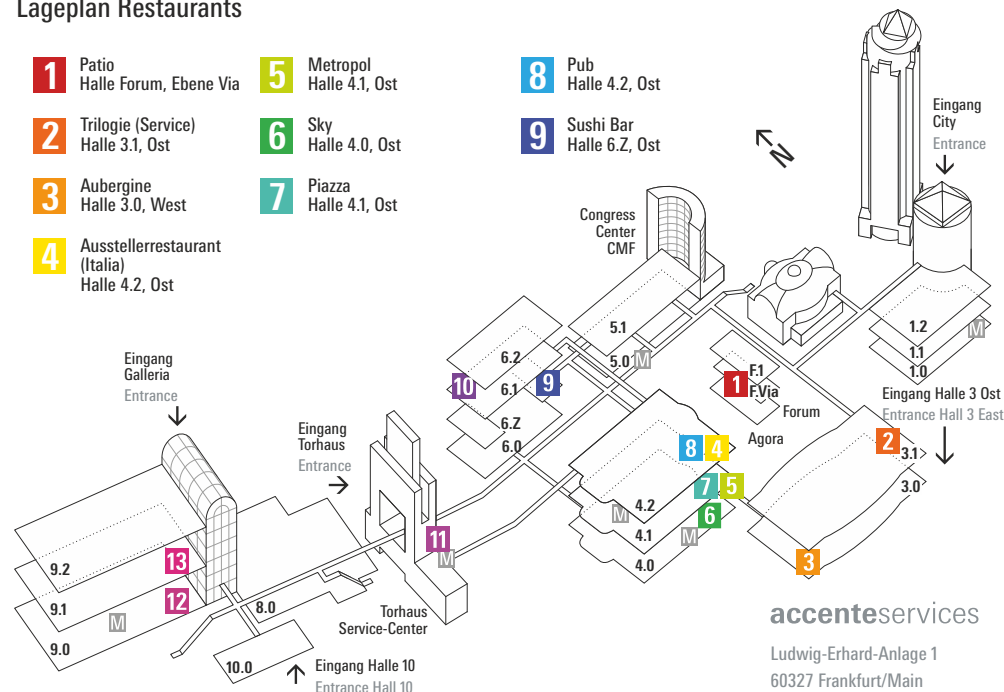 Lageplan Restaurants
1
Patio
Halle Forum, Ebene Via
2
Trilogie (Service)
Halle 3.1, Ost
3
Aubergine
Halle 3.0, West
4
Ausstellerrestaurant
(Italia)
Halle 4.2, Ost
5
Metropol
Halle 4.1, Ost
6
Sky
Halle 4.0, Ost
7
Piazza
Halle 4.1, Ost
8
Pub
Halle 4.2, Ost
9
Sushi Bar
Halle 6.Z, Ost
N
Eingang
City
Entrance
Congress
Center
CMF
5.1
5.0
M
1.2
M
1.1
1.0
6.2
10
6.1
9
6.Z
6.0
F.1
1
F.Via
Forum
Agora
Eingang Halle 3 Ost
Entrance Hall 3 East
2
3.1
3.0
8
4
7
5
6
4.2
M
4.1
M
4.0
3
Eingang
Galleria
Entrance
Eingang
Torhaus
Entrance
11
M
13
9.2
12
9.1
M
9.0
8.0
10.0
Torhaus
Service-Center
Eingang Halle 10
Entrance Hall 10
accenteservices
Ludwig-Erhard-Anlage 1
60327 Frankfurt/Main